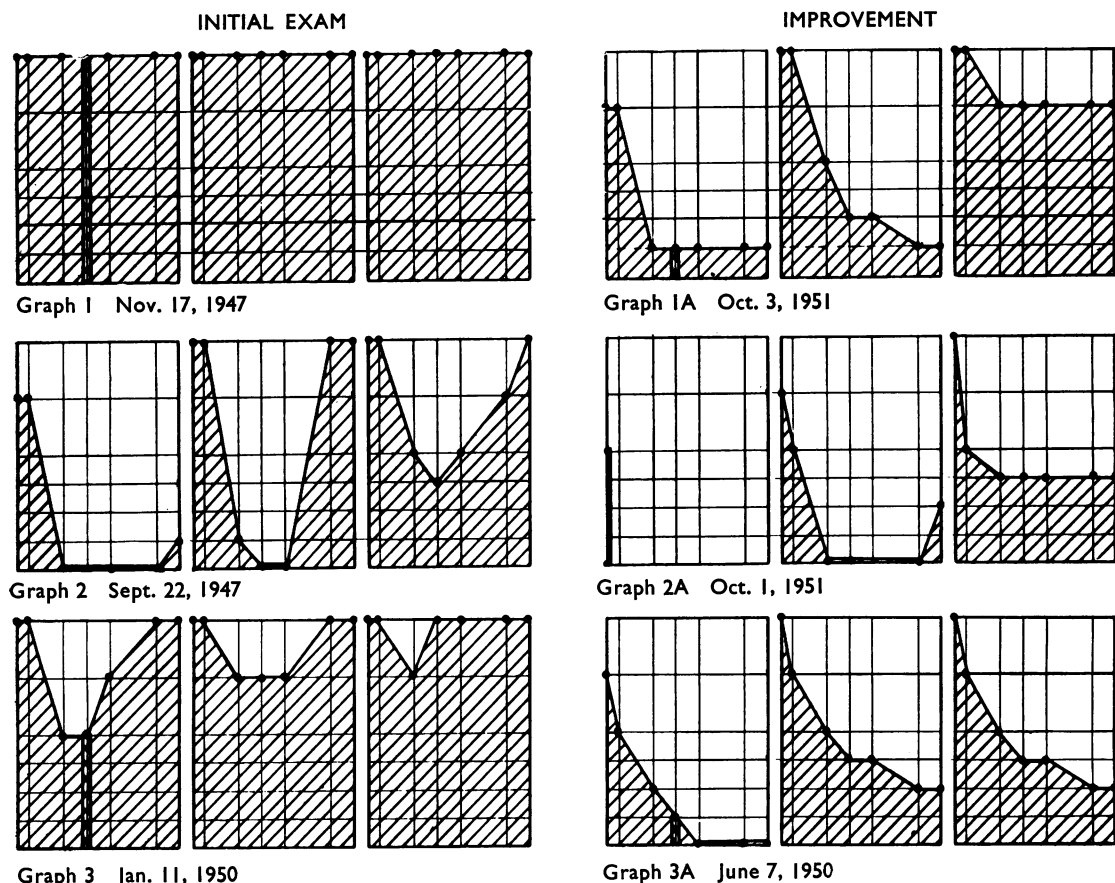 INITIAL EXAM
IMPROVEMENT
Graph 1 Nov. 17, 1947
Graph 1A Oct. 3, 1951
Graph 2 Sept. 22, 1947
Graph 2A Oct. 1, 1951
Graph 3 Jan. 11, 1950
Graph 3A June 7, 1950